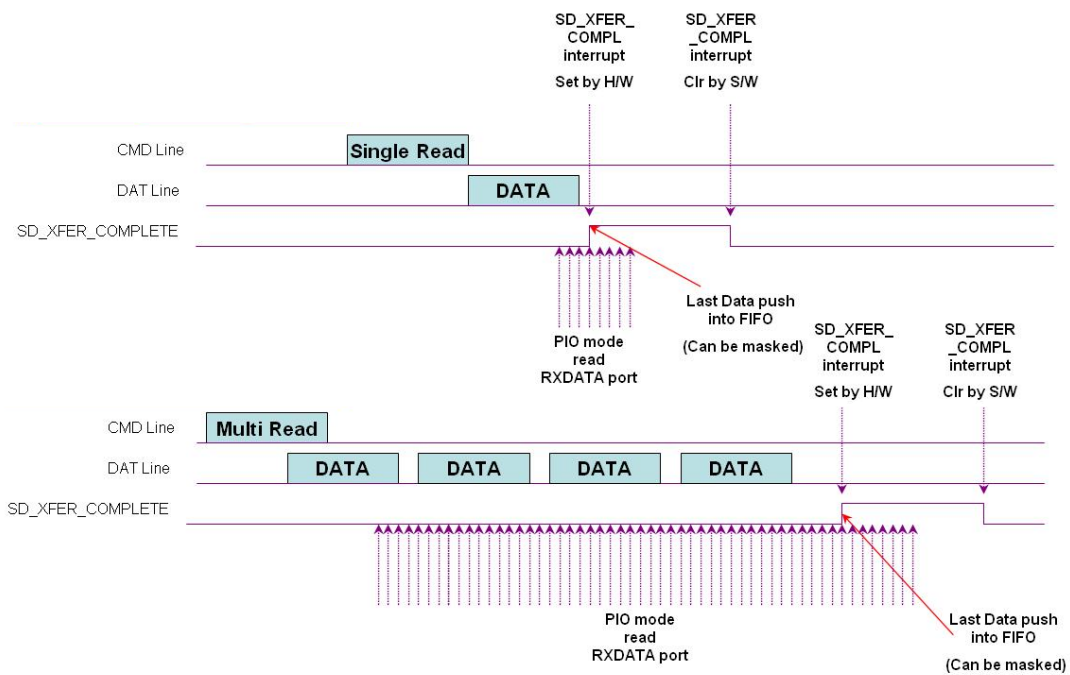 SD_XFER_
COMPL
interrupt
Set by H/W
SD_XFER
_COMPL
interrupt
Clr by S/W
CMD Line
Single Read
DAT Line
DATA
SD_XFER_COMPLETE
Last Data push
into FIFO
(Can be masked)
PIO mode
read
RXDATA port
SD_XFER_
COMPL
interrupt
Set by H/W
SD_XFER
_COMPL
interrupt
Clr by S/W
CMD Line
Multi Read
DAT Line
DATA
DATA
DATA
DATA
SD_XFER_COMPLETE
PIO mode
read
RXDATA port
Last Data push
into FIFO
(Can be masked)